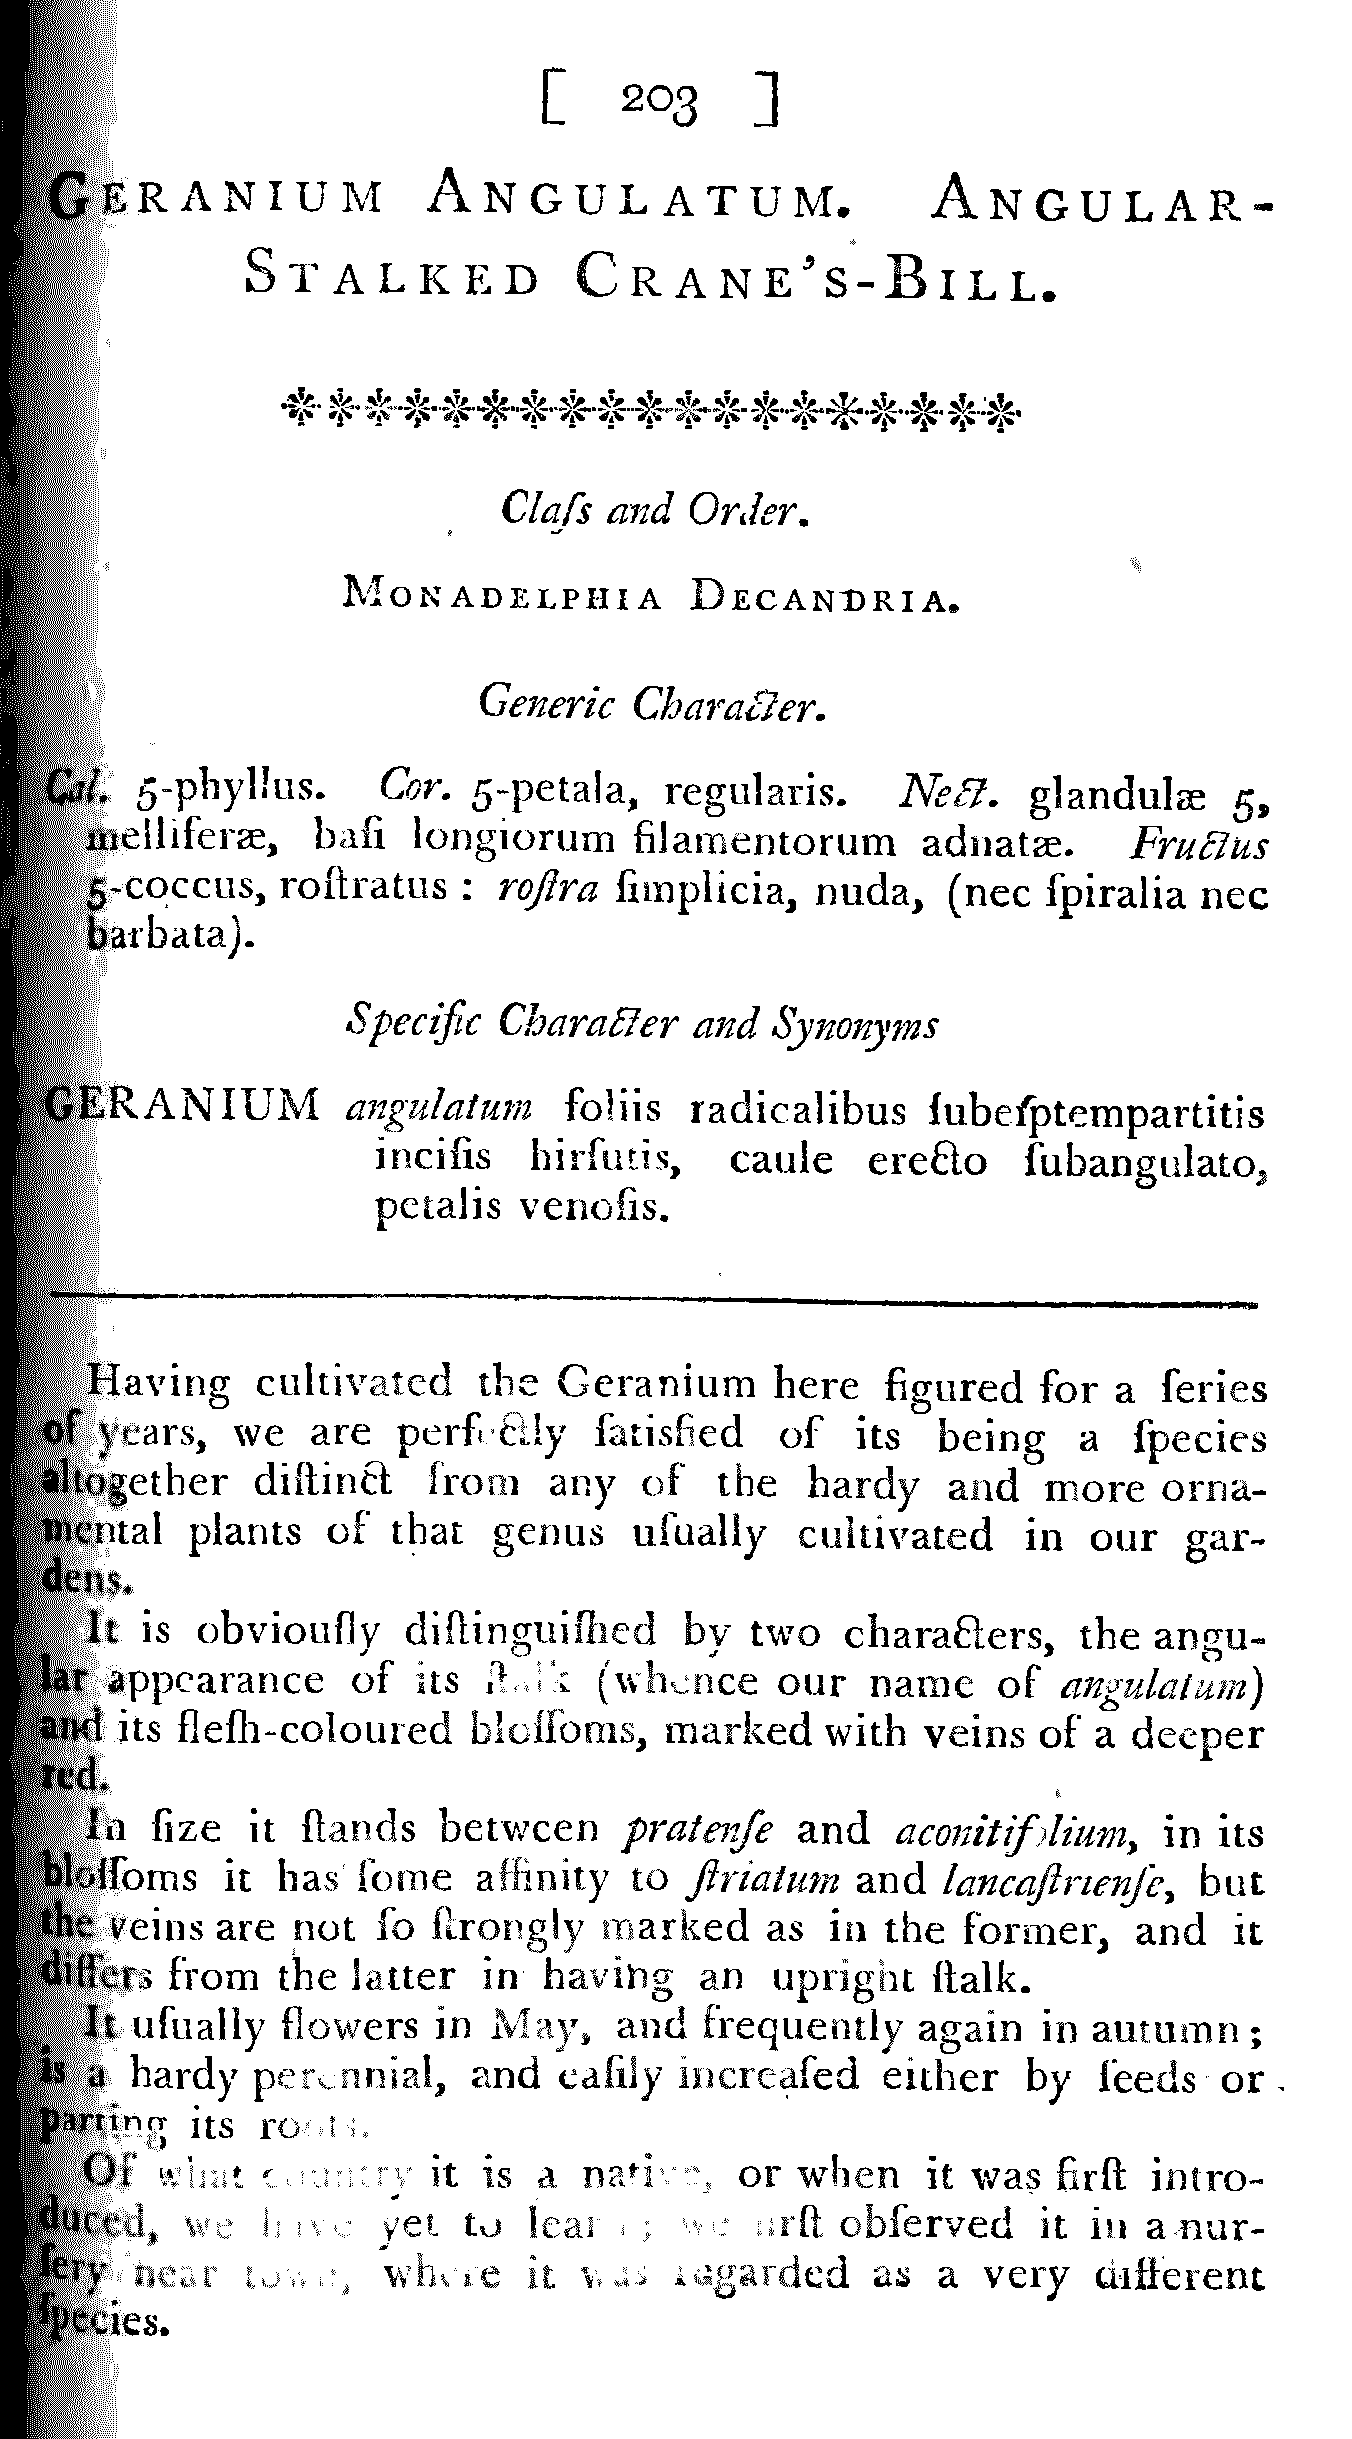 [ 203 ]
GERANIUM ANGULATUM. ANGULAR-
STALKED CRANE'S-BILL.
*******************
Claſs and Order.
MONADELPHIA DECANDRIA.
Generic Character.
Cal. 5-phyllus. Cor. 5-petala, regularis. Nect. glandulæ 5,
melliferæ, baſi longiorum filamentorum adnatæ. Fructus
5-coccus, roſtratus : roſtra ſimplicia, nuda, (nec ſpiralia nec
barbata).
Specific Character and Synonyms
GERANIUM angulatum foliis radicalibus ſubeſptempartitis
inciſis hirſutis, caule erecto ſubangulato,
petalis venoſis.
Having cultivated the Geranium here figured for a ſeries
of years, we are perfectly ſatisfied of its being a ſpecies
altogether diſtinct from any of the hardy and more orna-
mental plants of that genus uſually cultivated in our gar-
dens.
It is obviouſly diſtinguiſhed by two characters, the angu-
lar appearance of its ſtalk (whence our name of angulatum)
and its fleſh-coloured bloſſoms, marked with veins of a deeper
red.
In ſize it ſtands between pratenſe and aconitifolium, in its
bloſſoms it has ſome affinity to ſtriatum and lancaſtrienſe, but
the veins are not ſo ſtrongly marked as in the former, and it
differs from the latter in having an upright ſtalk.
It uſually flowers in May, and frequently again in autumn;
is a hardy perennial, and eaſily increaſed either by ſeeds or
parting its roots.
Of what country it is a native, or when it was firſt intro-
duced, we have yet to learn; we firſt obſerved it in a nur-
ſery near town, where it was regarded as a very different
ſpecies.